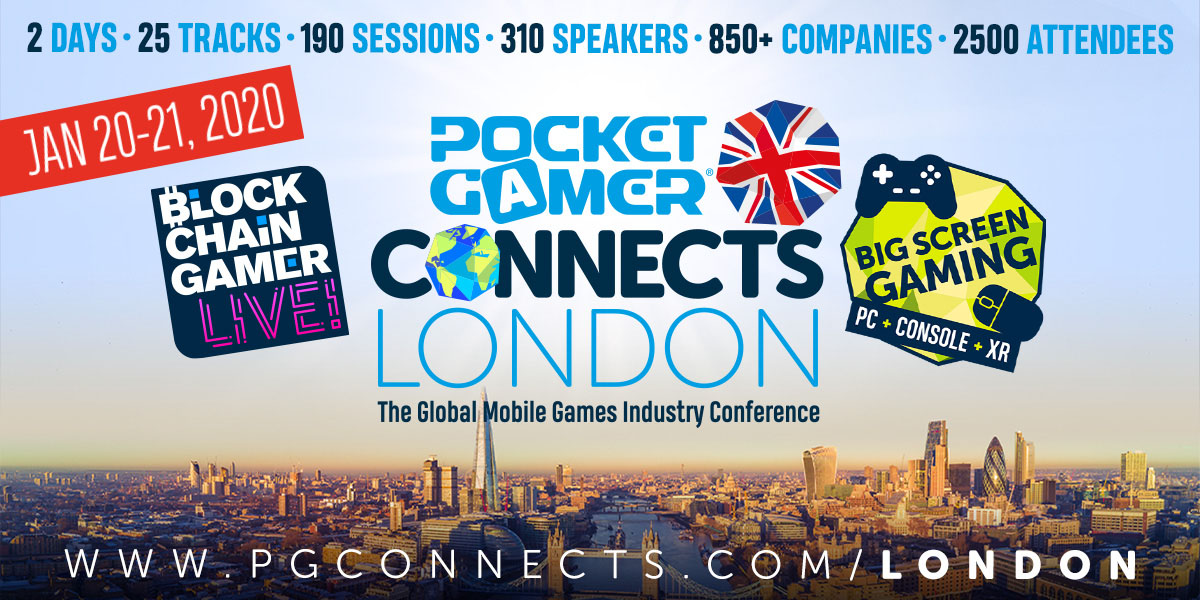 2 DAYS • 25 TRACKS • 190 SESSIONS • 310 SPEAKERS • 850+ COMPANIES • 2500 ATTENDEES
JAN 20-21, 2020
BLOCK
CHAIN
GAMER
LIVE!
POCKET
GAMER®
CONNECTS
LONDON
The Global Mobile Games Industry Conference
BIG SCREEN
GAMING
PC + CONSOLE + XR
WWW.PGCONNECTS.COM/LONDON